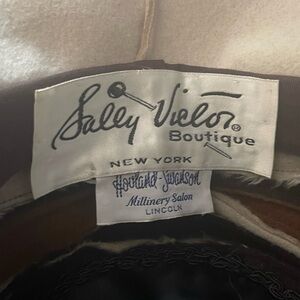 Sally Victor®
Boutique
NEW YORK
Hovland-Swanson
Millinery Salon
LINCOLN